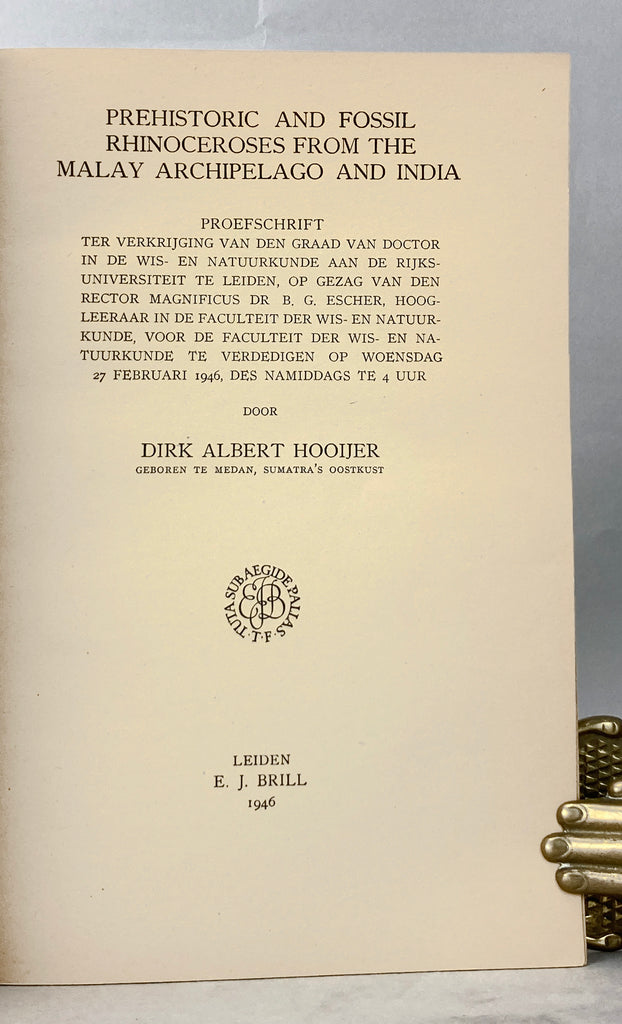 PREHISTORIC AND FOSSIL
RHINOCEROSES FROM THE
MALAY ARCHIPELAGO AND INDIA
PROEFSCHRIFT
TER VERKRIJGING VAN DEN GRAAD VAN DOCTOR
IN DE WIS- EN NATUURKUNDE AAN DE RIJKS-
UNIVERSITEIT TE LEIDEN, OP GEZAG VAN DEN
RECTOR MAGNIFICUS DR B. G. ESCHER, HOOG-
LEERAAR IN DE FACULTEIT DER WIS- EN NATUUR-
KUNDE, VOOR DE FACULTEIT DER WIS- EN NA-
TUURKUNDE TE VERDEDIGEN OP WOENSDAG
27 FEBRUARI 1946, DES NAMIDDAGS TE 4 UUR
DOOR
DIRK ALBERT HOOIJER
GEBOREN TE MEDAN, SUMATRA'S OOSTKUST
TUTA SUB AEGIDE PALLAS
EJB
·T·F·
LEIDEN
E. J. BRILL
1946